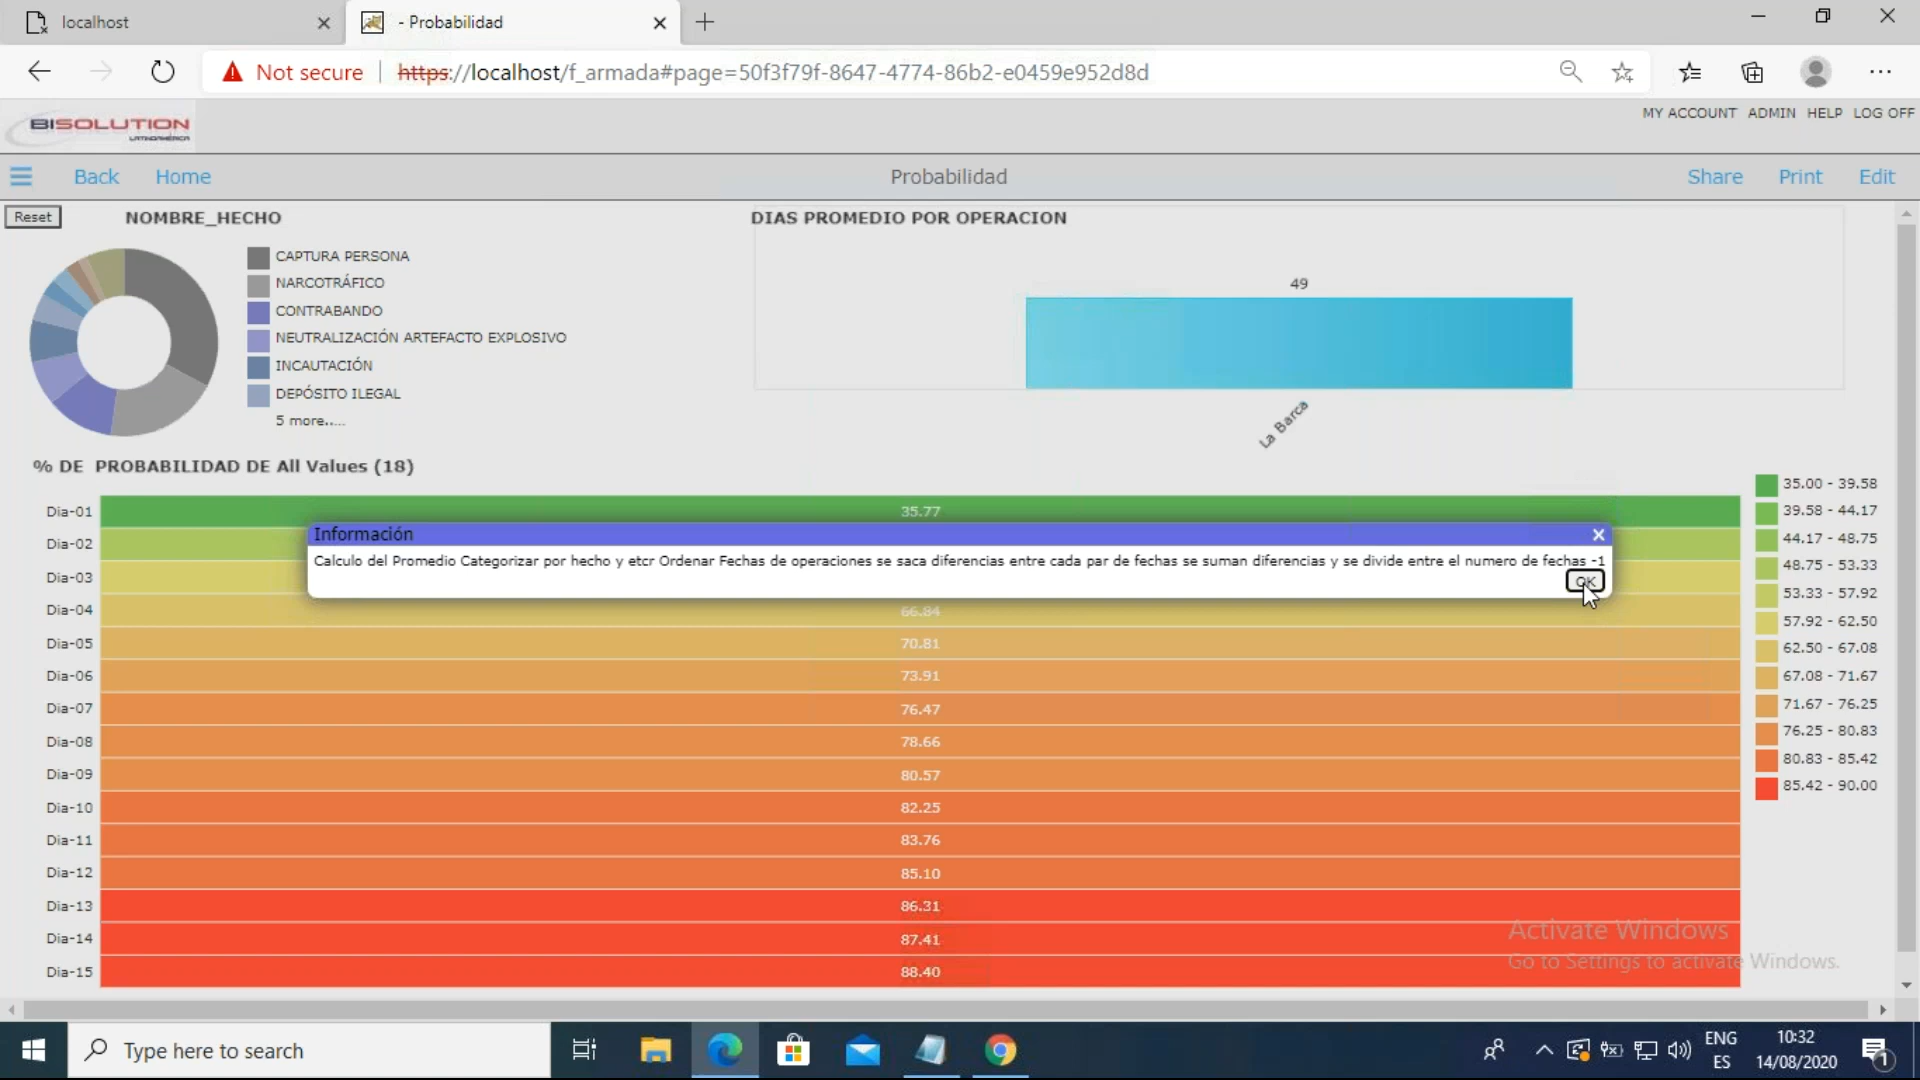 localhost
- Probabilidad
Not secure
https://localhost/f_armada#page=50f3f79f-8647-4774-86b2-e0459e952d8d
BISOLUTION
LATINOAMÉRICA
MY ACCOUNT ADMIN HELP LOG OFF
Back Home Probabilidad Share Print Edit
Reset
NOMBRE_HECHO
CAPTURA PERSONA
NARCOTRÁFICO
CONTRABANDO
NEUTRALIZACIÓN ARTEFACTO EXPLOSIVO
INCAUTACIÓN
DEPÓSITO ILEGAL
5 more.....
DIAS PROMEDIO POR OPERACION
49
La Barca
% DE PROBABILIDAD DE All Values (18)
Dia-01 35.77
Dia-02
Dia-03
Dia-04 66.84
Dia-05 70.81
Dia-06 73.91
Dia-07 76.47
Dia-08 78.66
Dia-09 80.57
Dia-10 82.25
Dia-11 83.76
Dia-12 85.10
Dia-13 86.31
Dia-14 87.41
Dia-15 88.40
Información
Calculo del Promedio Categorizar por hecho y etcr Ordenar Fechas de operaciones se saca diferencias entre cada par de fechas se suman diferencias y se divide entre el numero de fechas -1
OK
35.00 - 39.58
39.58 - 44.17
44.17 - 48.75
48.75 - 53.33
53.33 - 57.92
57.92 - 62.50
62.50 - 67.08
67.08 - 71.67
71.67 - 76.25
76.25 - 80.83
80.83 - 85.42
85.42 - 90.00
Activate Windows
Go to Settings to activate Windows.
Type here to search
ENG
ES
10:32
14/08/2020
1